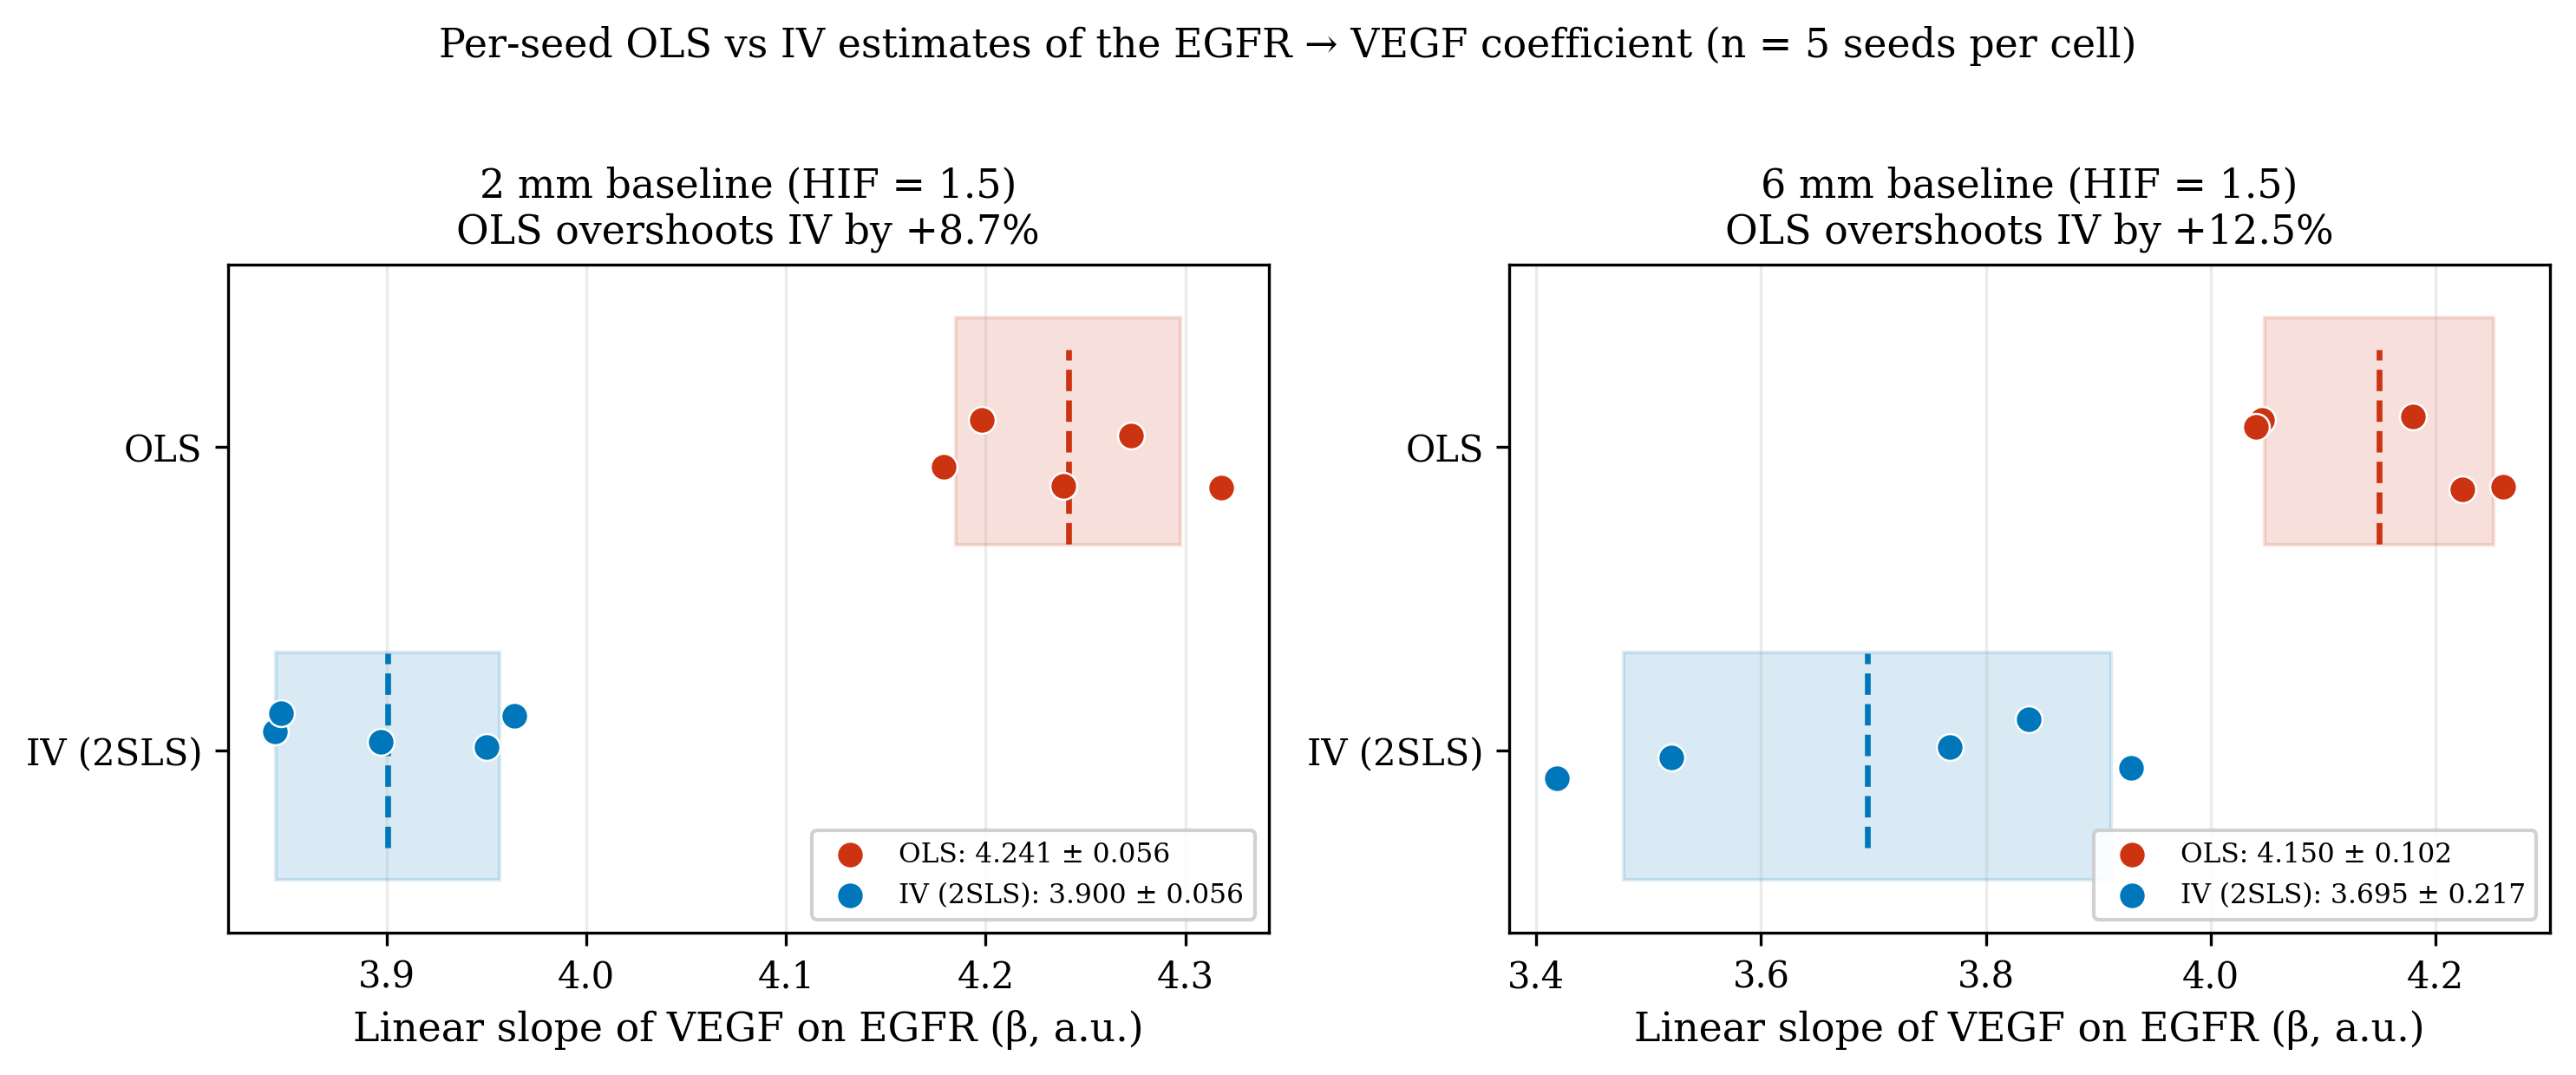 Per-seed OLS vs IV estimates of the EGFR → VEGF coefficient (n = 5 seeds per cell)
2 mm baseline (HIF = 1.5)
OLS overshoots IV by +8.7%
OLS
IV (2SLS)
OLS: 4.241 ± 0.056
IV (2SLS): 3.900 ± 0.056
3.9 4.0 4.1 4.2 4.3
Linear slope of VEGF on EGFR (β, a.u.)
6 mm baseline (HIF = 1.5)
OLS overshoots IV by +12.5%
OLS
IV (2SLS)
OLS: 4.150 ± 0.102
IV (2SLS): 3.695 ± 0.217
3.4 3.6 3.8 4.0 4.2
Linear slope of VEGF on EGFR (β, a.u.)